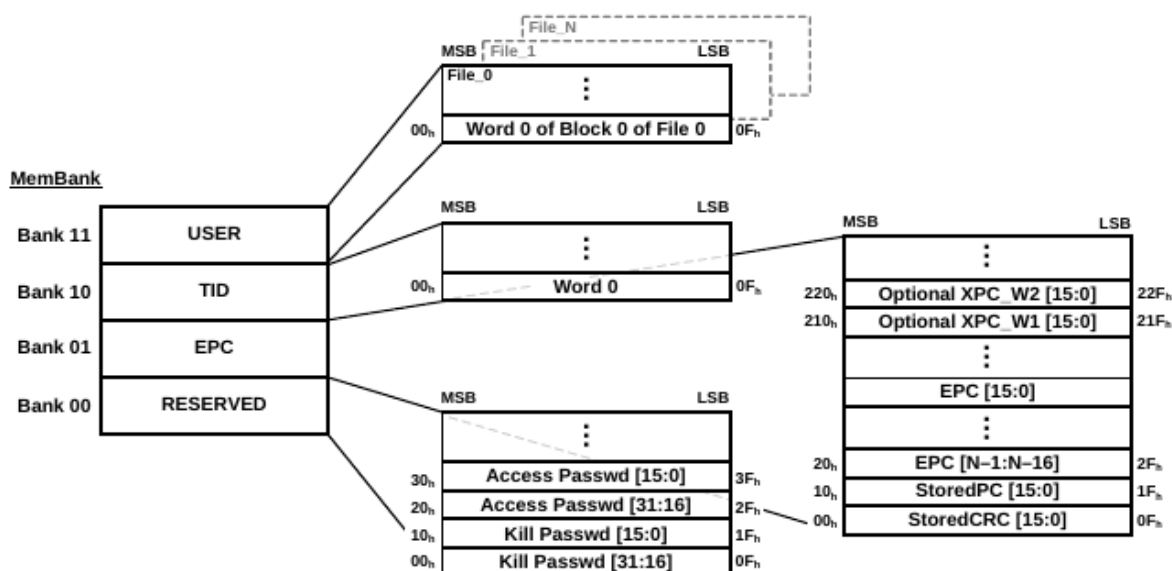 File_N
MSB File_1 LSB
File_0
⋮
00h Word 0 of Block 0 of File 0 0Fh
MemBank
Bank 11 USER
Bank 10 TID
Bank 01 EPC
Bank 00 RESERVED
MSB LSB
⋮
00h Word 0 0Fh
MSB LSB
⋮
30h Access Passwd [15:0] 3Fh
20h Access Passwd [31:16] 2Fh
10h Kill Passwd [15:0] 1Fh
00h Kill Passwd [31:16] 0Fh
MSB LSB
⋮
220h Optional XPC_W2 [15:0] 22Fh
210h Optional XPC_W1 [15:0] 21Fh
⋮
EPC [15:0]
⋮
20h EPC [N–1:N–16] 2Fh
10h StoredPC [15:0] 1Fh
00h StoredCRC [15:0] 0Fh